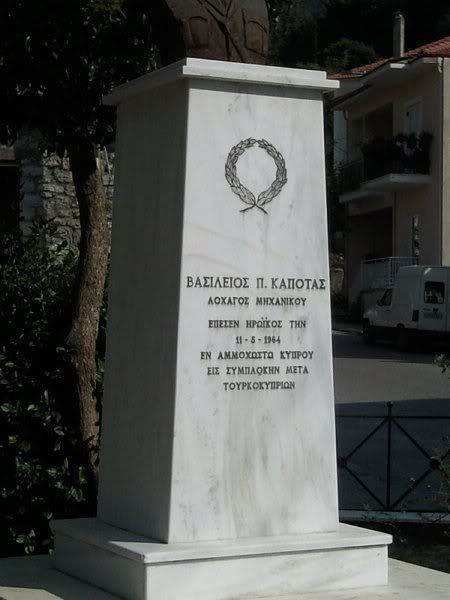 ΒΑΣΙΛΕΙΟΣ Π. ΚΑΠΟΤΑΣ
ΛΟΧΑΓΟΣ ΜΗΧΑΝΙΚΟΥ
ΕΠΕΣΕΝ ΗΡΩΪΚΩΣ ΤΗΝ
11-5-1964
ΕΝ ΑΜΜΟΧΩΣΤΩ ΚΥΠΡΟΥ
ΕΙΣ ΣΥΜΠΛΟΚΗΝ ΜΕΤΑ
ΤΟΥΡΚΟΚΥΠΡΙΩΝ